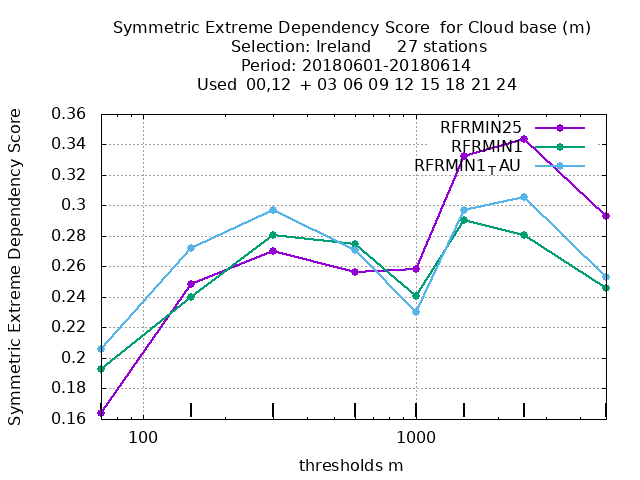 Symmetric Extreme Dependency Score  for Cloud base (m)
Selection: Ireland     27 stations
Period: 20180601-20180614
Used  00,12  + 03 06 09 12 15 18 21 24
Symmetric Extreme Dependency Score
0.36
0.34
0.32
0.3
0.28
0.26
0.24
0.22
0.2
0.18
0.16
RFRMIN25
RFRMIN1
RFRMIN1TAU
100
1000
thresholds m